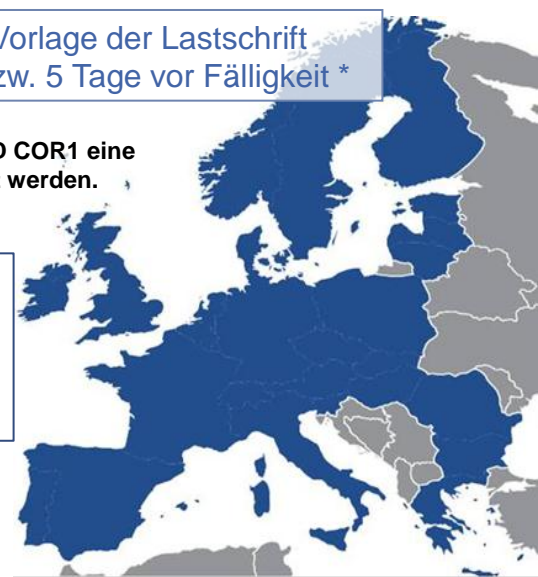 Vorlage der Lastschrift
zw. 5 Tage vor Fälligkeit *
D COR1 eine
t werden.